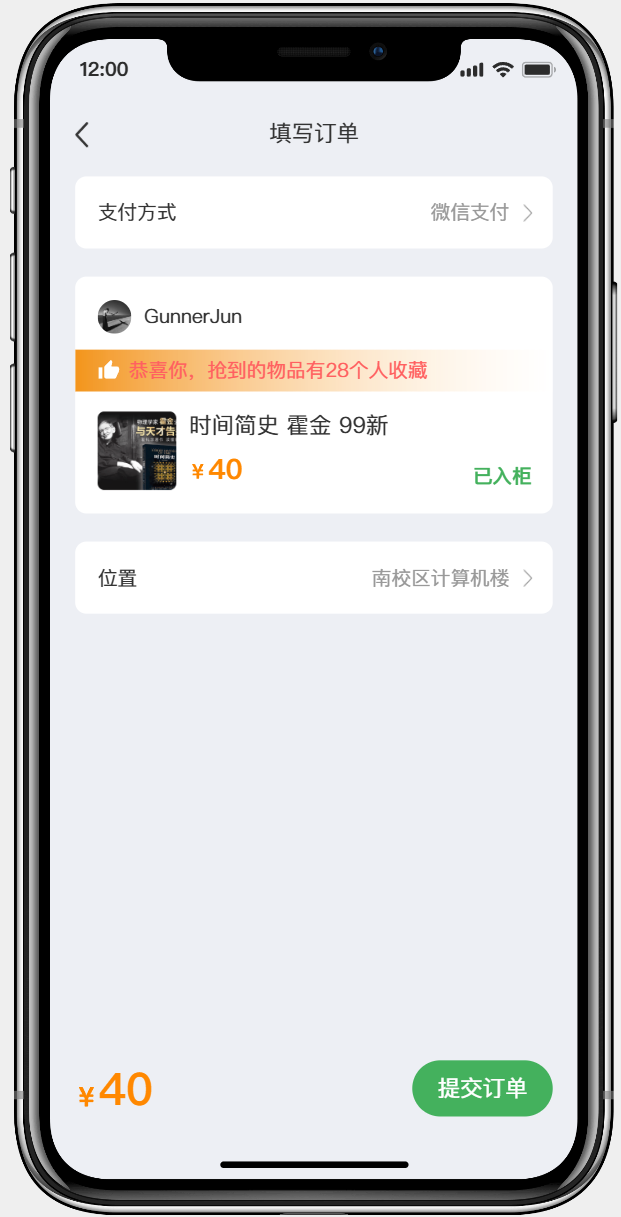 12:00
填写订单
支付方式 微信支付
GunnerJun
恭喜你，抢到的物品有28个人收藏
时间简史 霍金 99新
¥40
已入柜
位置 南校区计算机楼
¥40 提交订单